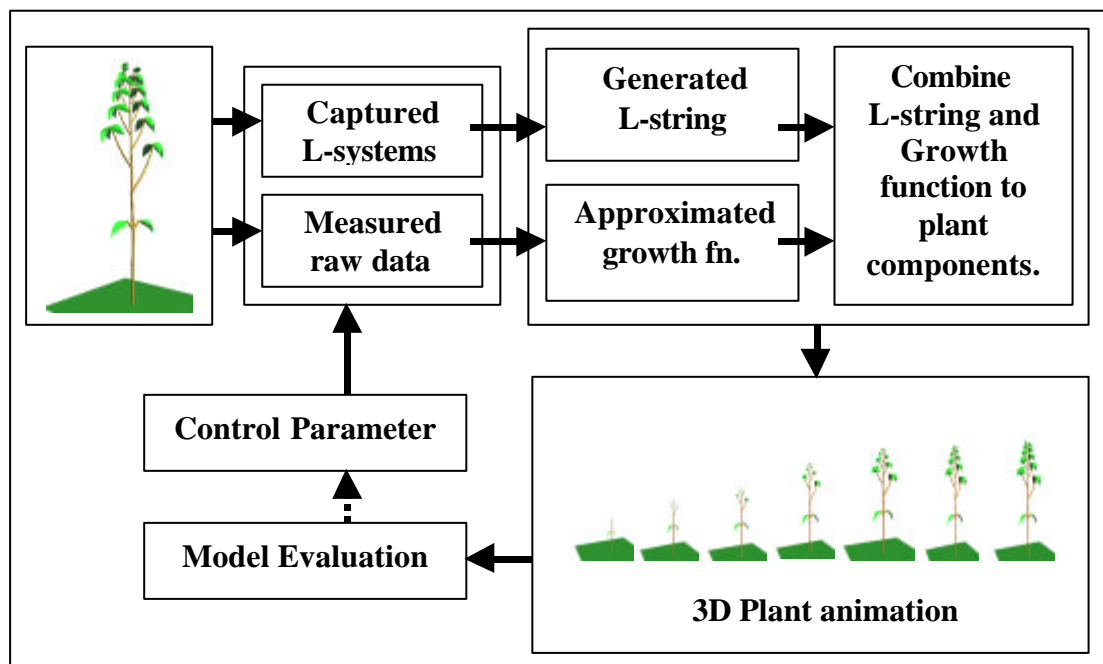 Captured
L-systems
Measured
raw data
Generated
L-string
Approximated
growth fn.
Combine
L-string and
Growth
function to
plant
components.
Control Parameter
Model Evaluation
3D Plant animation